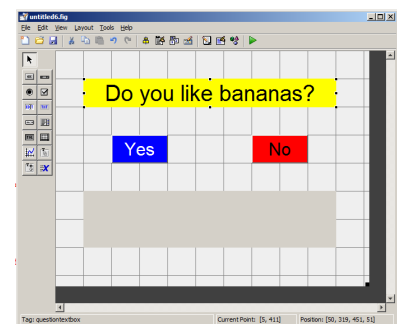 untitled6.fig
File Edit View Layout Tools Help
Do you like bananas?
Yes No
Tag: questiontextbox Current Point: [5, 411] Position: [50, 319, 451, 51]